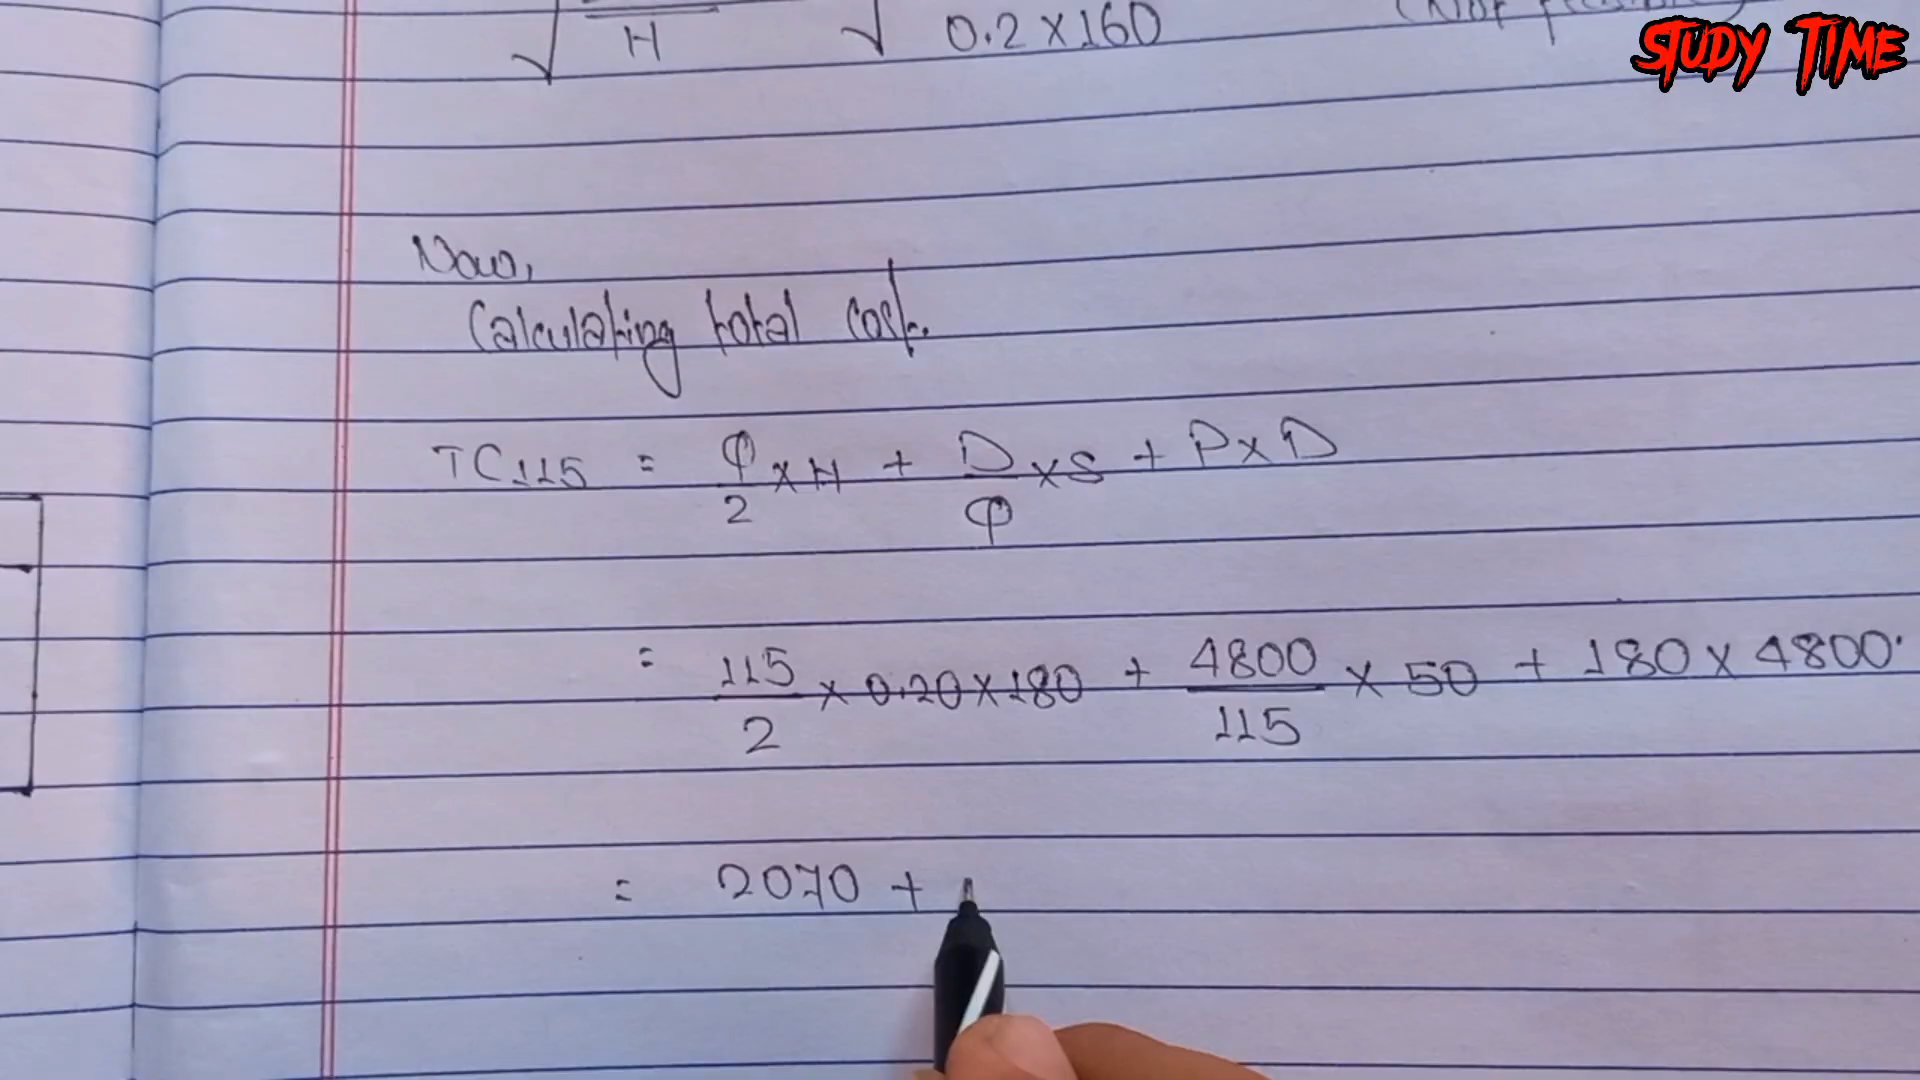 STUDY TIME
H 0.2 × 160
Now,
Calculating total cost.
TC115 = Q/2 × H + D/Q × S + P × D
= 115/2 × 0.20 × 180 + 4800/115 × 50 + 180 × 4800.
= 2070 +